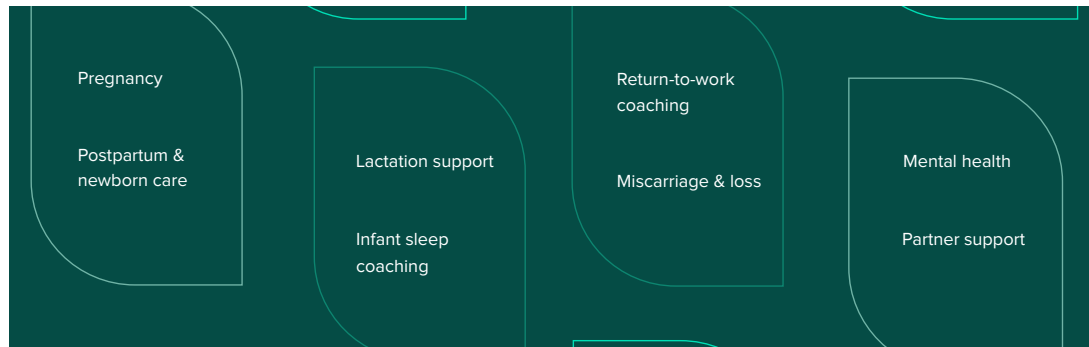 Pregnancy
Postpartum &
newborn care
Lactation support
Infant sleep
coaching
Return-to-work
coaching
Miscarriage & loss
Mental health
Partner support